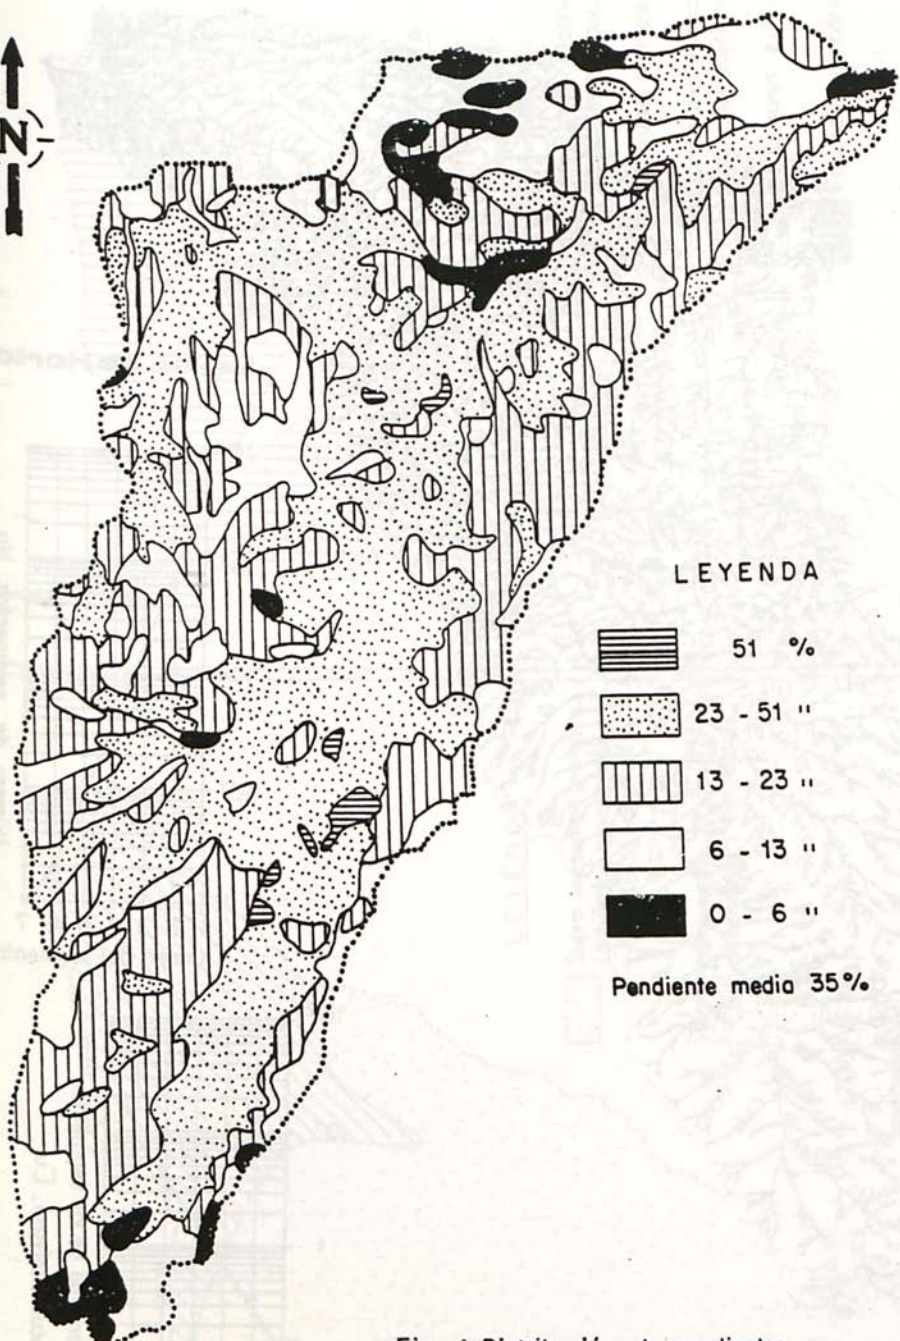 N
LEYENDA
51 %
23 - 51 "
13 - 23 "
6 - 13 "
0 - 6 "
Pendiente media 35%